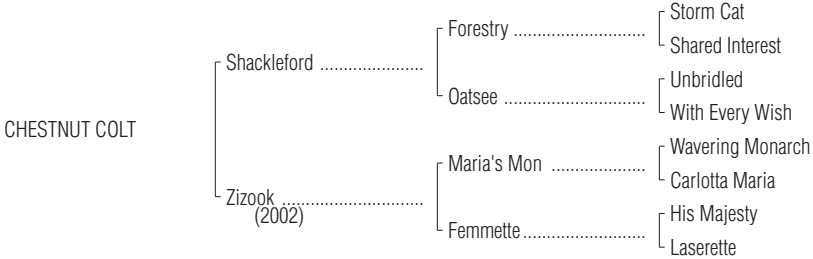 Storm Cat
Forestry ............................
Shared Interest
Shackleford ......................
Unbridled
Oatsee ..............................
With Every Wish
CHESTNUT COLT
Wavering Monarch
Maria's Mon ....................
Carlotta Maria
Zizook ..............................
(2002)
His Majesty
Femmette..........................
Laserette